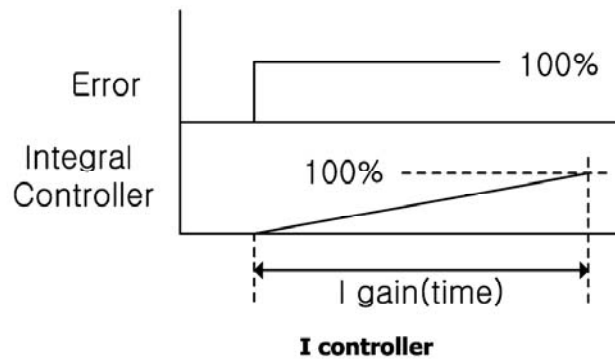 Error
100%
Integral
Controller
100%
I gain(time)
I controller